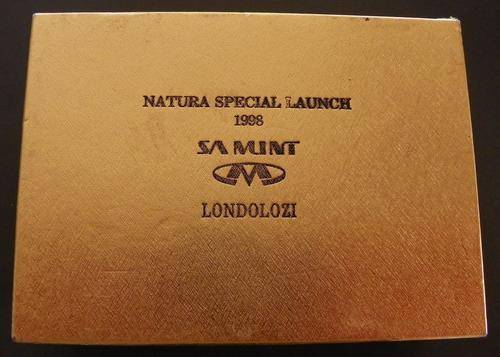 NATURA SPECIAL LAUNCH
1998
SA MINT
LONDOLOZI